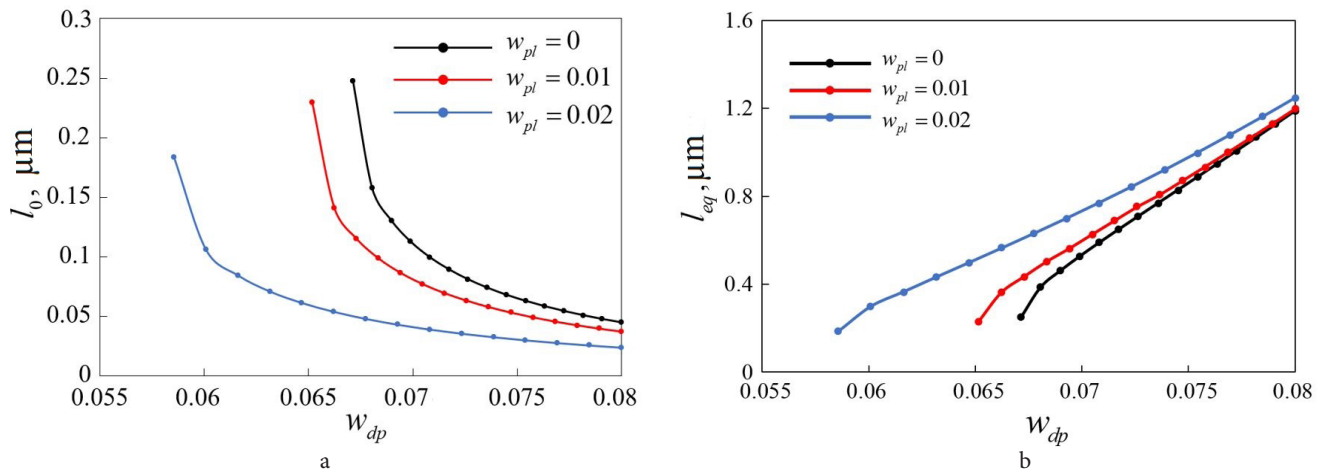 0.3
0.25
0.2
0.15
0.1
0.05
0
l0, μm
wpl = 0
wpl = 0.01
wpl = 0.02
0.055 0.06 0.065 0.07 0.075 0.08
wdp
a
1.6
1.2
0.8
0.4
0
leq, μm
wpl = 0
wpl = 0.01
wpl = 0.02
0.055 0.06 0.065 0.07 0.075 0.08
wdp
b